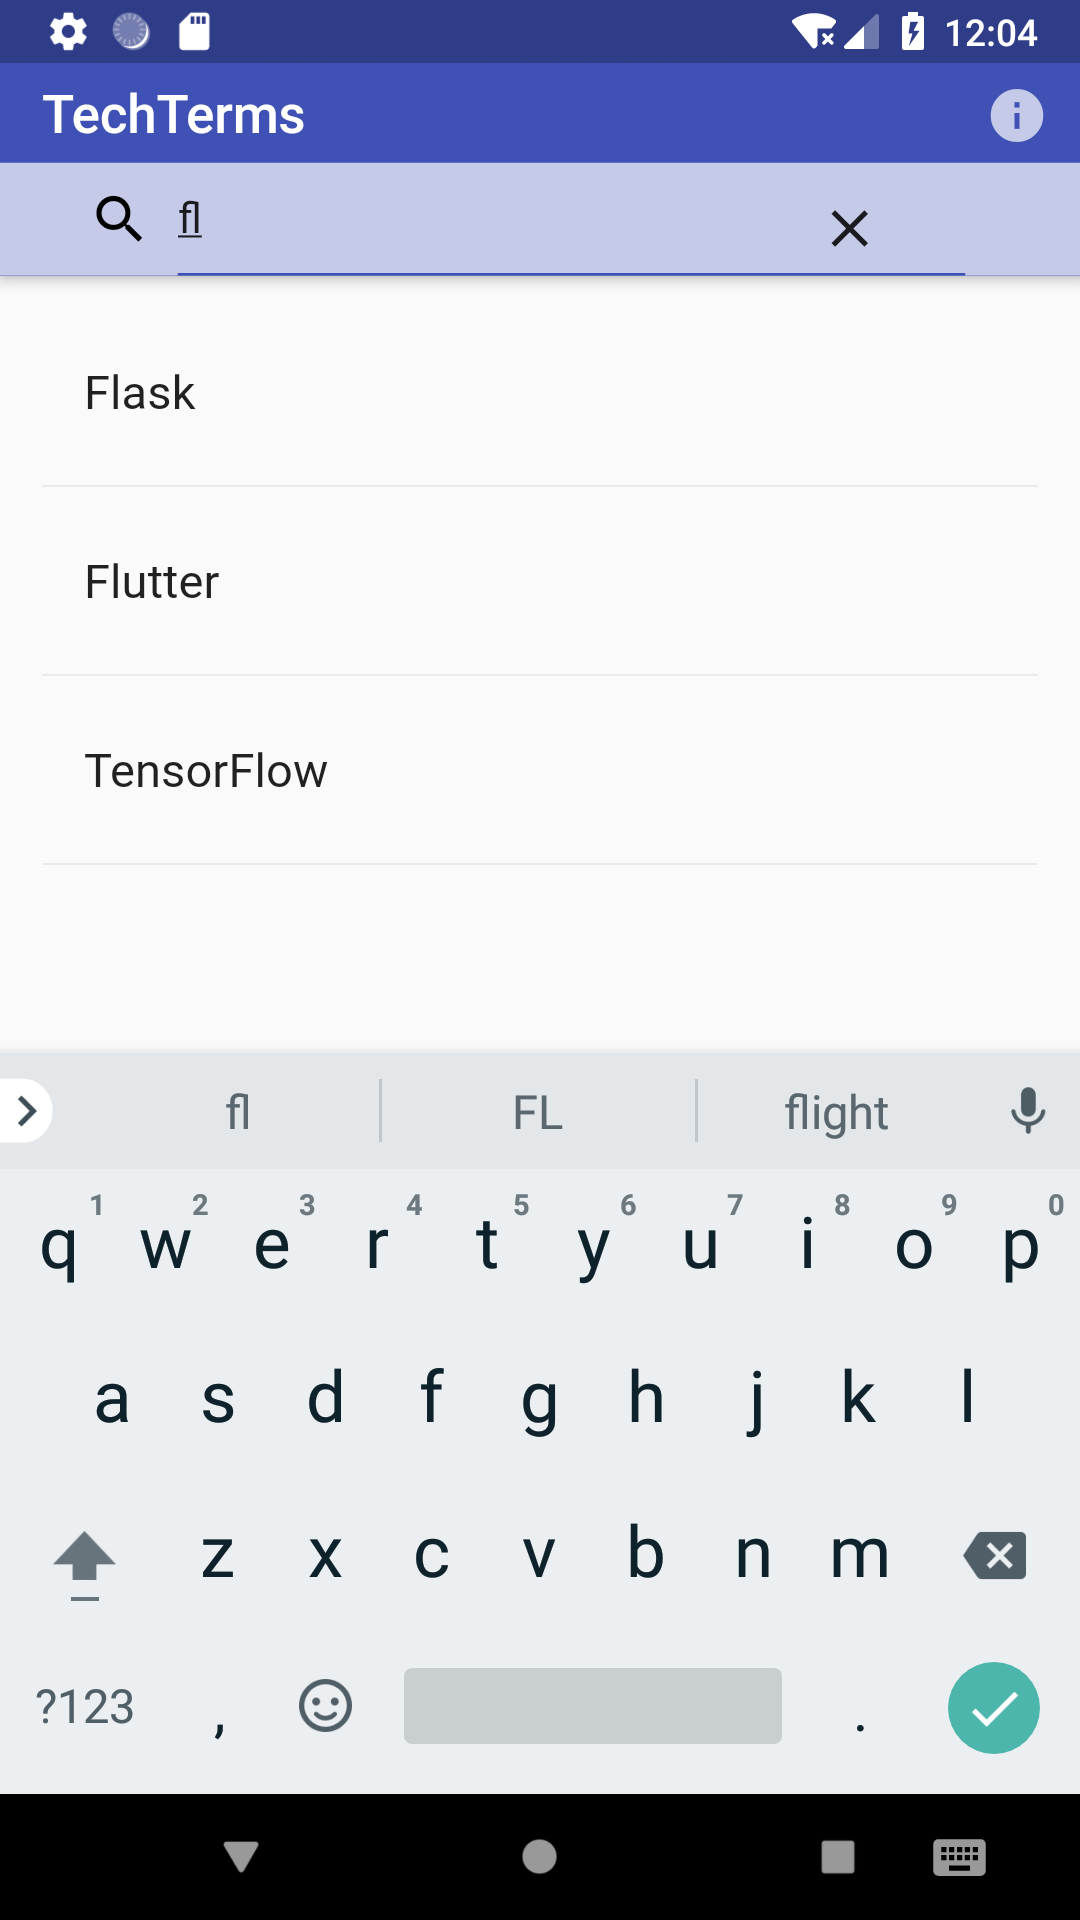 12:04
TechTerms
fl
Flask
Flutter
TensorFlow
fl FL flight
1 2 3 4 5 6 7 8 9 0
q w e r t y u i o p
a s d f g h j k l
z x c v b n m
?123 , .